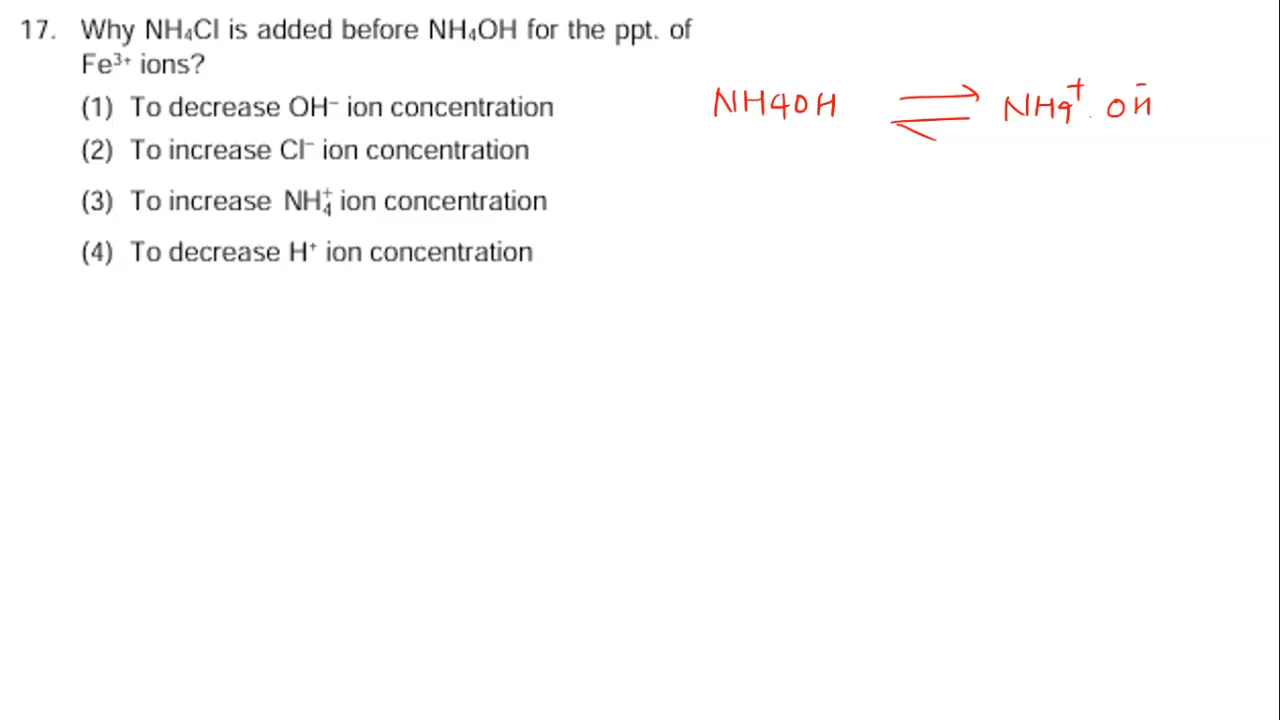 17. Why NH₄Cl is added before NH₄OH for the ppt. of
Fe³⁺ ions?
(1) To decrease OH⁻ ion concentration
NH4OH ⇌ NH4⁺ OH⁻
(2) To increase Cl⁻ ion concentration
(3) To increase NH₄⁺ ion concentration
(4) To decrease H⁺ ion concentration